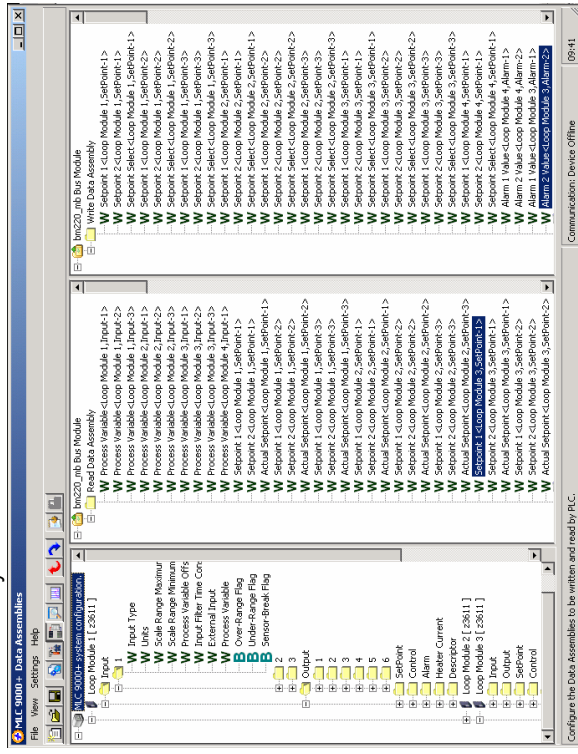 MLC 9000+ Data Assemblies
File View Settings Help
MLC 9000+ system configuration.
Loop Module 1 [ z3611 ]
Input
1
W Input Type
W Units
W Scale Range Maximur
W Scale Range Minimum
W Process Variable Offs
W Input Filter Time Con:
W External Input
W Process Variable
B Over-Range Flag
B Under-Range Flag
B Sensor-Break Flag
2
3
Output
1
2
3
4
5
6
SetPoint
Control
Alarm
Heater Current
Descriptor
Loop Module 2 [ z3611 ]
Loop Module 3 [ z3611 ]
Input
Output
SetPoint
Control
bm220_mb Bus Module
Read Data Assembly
W Process Variable<Loop Module 1,Input-1>
W Process Variable<Loop Module 1,Input-2>
W Process Variable<Loop Module 1,Input-3>
W Process Variable<Loop Module 2,Input-1>
W Process Variable<Loop Module 2,Input-2>
W Process Variable<Loop Module 2,Input-3>
W Process Variable<Loop Module 3,Input-2>
W Process Variable<Loop Module 3,Input-3>
W Process Variable<Loop Module 4,Input-1>
W Setpoint 1 <Loop Module 1,SetPoint-1>
W Setpoint 2 <Loop Module 1,SetPoint-1>
W Actual Setpoint<Loop Module 1,SetPoint-1>
W Setpoint 1 <Loop Module 1,SetPoint-2>
W Setpoint 2 <Loop Module 1,SetPoint-2>
W Actual Setpoint<Loop Module 1,SetPoint-2>
W Setpoint 1 <Loop Module 1,SetPoint-3>
W Setpoint 2 <Loop Module 1,SetPoint-3>
W Actual Setpoint<Loop Module 1,SetPoint-3>
W Setpoint 1 <Loop Module 2,SetPoint-1>
W Setpoint 2 <Loop Module 2,SetPoint-1>
W Actual Setpoint<Loop Module 2,SetPoint-1>
W Setpoint 1 <Loop Module 2,SetPoint-2>
W Setpoint 2 <Loop Module 2,SetPoint-2>
W Actual Setpoint<Loop Module 2,SetPoint-2>
W Setpoint 1 <Loop Module 2,SetPoint-3>
W Setpoint 2 <Loop Module 2,SetPoint-3>
W Actual Setpoint<Loop Module 2,SetPoint-3>
W Setpoint 1 <Loop Module 3,SetPoint-1>
W Setpoint 2 <Loop Module 3,SetPoint-1>
W Actual Setpoint<Loop Module 3,SetPoint-1>
W Setpoint 1 <Loop Module 3,SetPoint-2>
W Setpoint 2 <Loop Module 3,SetPoint-2>
W Actual Setpoint<Loop Module 3,SetPoint-2>
bm220_mb Bus Module
Write Data Assembly
W Setpoint 1 <Loop Module 1,SetPoint-1>
W Setpoint 2 <Loop Module 1,SetPoint-1>
W Setpoint Select<Loop Module 1,SetPoint-1>
W Setpoint 1 <Loop Module 1,SetPoint-2>
W Setpoint 2 <Loop Module 1,SetPoint-2>
W Setpoint Select<Loop Module 1,SetPoint-2>
W Setpoint 1 <Loop Module 1,SetPoint-3>
W Setpoint 2 <Loop Module 1,SetPoint-3>
W Setpoint Select<Loop Module 1,SetPoint-3>
W Setpoint 1 <Loop Module 2,SetPoint-1>
W Setpoint 2 <Loop Module 2,SetPoint-1>
W Setpoint Select<Loop Module 2,SetPoint-1>
W Setpoint 1 <Loop Module 2,SetPoint-2>
W Setpoint 2 <Loop Module 2,SetPoint-2>
W Setpoint Select<Loop Module 2,SetPoint-2>
W Setpoint 1 <Loop Module 2,SetPoint-3>
W Setpoint 2 <Loop Module 2,SetPoint-3>
W Setpoint Select<Loop Module 2,SetPoint-3>
W Setpoint 1 <Loop Module 3,SetPoint-1>
W Setpoint 2 <Loop Module 3,SetPoint-1>
W Setpoint Select<Loop Module 3,SetPoint-1>
W Setpoint 1 <Loop Module 3,SetPoint-2>
W Setpoint 2 <Loop Module 3,SetPoint-2>
W Setpoint Select<Loop Module 3,SetPoint-2>
W Setpoint 1 <Loop Module 3,SetPoint-3>
W Setpoint 2 <Loop Module 3,SetPoint-3>
W Setpoint Select<Loop Module 3,SetPoint-3>
W Setpoint 1 <Loop Module 4,SetPoint-1>
W Setpoint 2 <Loop Module 4,SetPoint-1>
W Setpoint Select<Loop Module 4,SetPoint-1>
W Alarm 1 Value<Loop Module 4,Alarm-1>
W Alarm 2 Value<Loop Module 4,Alarm-2>
W Alarm 1 Value<Loop Module 3,Alarm-1>
W Alarm 2 Value<Loop Module 3,Alarm-2>
Configure the Data Assemblies to be written and read by PLC.
Communication: Device Offline
09:41